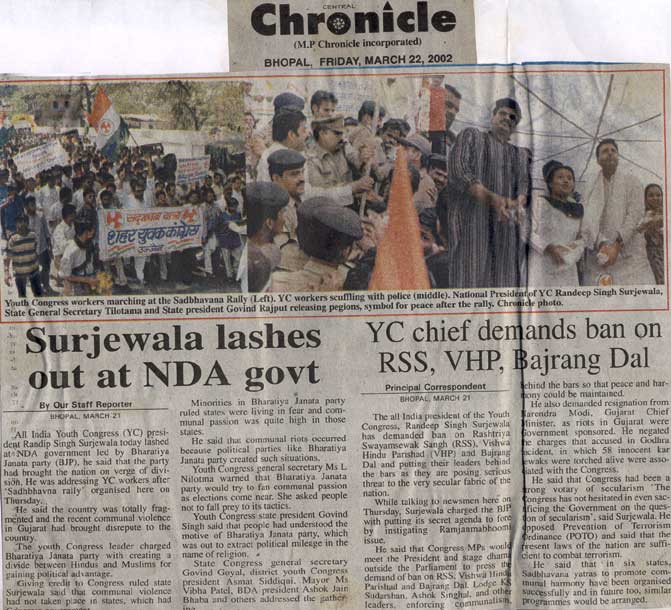 CENTRAL
Chronicle
(M.P Chronicle incorporated)
BHOPAL, FRIDAY, MARCH 22, 2002
सद्भावना यात्रा
शहर युवक कांग्रेस
उज्जैन
Youth Congress workers marching at the Sadbhavana Rally (Left). YC workers scuffling with police (middle). National President of YC Randeep Singh Surjewala,
State General Secretary Tilotama and State president Govind Rajput releasing pegions, symbol for peace after the rally. Chronicle photo.
Surjewala lashes
out at NDA govt
By Our Staff Reporter
BHOPAL, MARCH 21
All India Youth Congress (YC) presi-
dent Randip Singh Surjewala today lashed
at NDA government led by Bharatiya
Janata party (BJP), he said that the party
had brought the nation on verge of divi-
sion. He was addressing YC workers after
'Sadbhavna rally' organised here on
Thursday.
He said the country was totally frag-
mented and the recent communal violence
in Gujarat had brought disrepute to the
country.
The youth Congress leader charged
Bharatiya Janata party with creating a
divide between Hindus and Muslims for
gaining political advantage.
Giving credit to Congress ruled state
Surjewala said that communal violence
had not taken place in states, which had
Minorities in Bharatiya Janata party
ruled states were living in fear and com-
munal passion was quite high in those
states.
He said that communal riots occurred
because political parties like Bharatiya
Janata party created such situations.
Youth Congress general secretary Ms L
Nilotma warned that Bharatiya Janata
party would try to fan communal passion
as elections come near. She asked people
not to fall prey to its tactics.
Youth Congress state president Govind
Singh said that people had understood the
motive of Bharatiya Janata party, which
was out to extract political mileage in the
name of religion.
State Congress general secretary
Govind Goyal, district youth Congress
president Asmat Siddiqui, Mayor Ms
Vibha Patel, BDA president Ashok Jain
Bhaba and others addressed the gather-
YC chief demands ban on
RSS, VHP, Bajrang Dal
Principal Correspondent
BHOPAL, MARCH 21
The all India president of the Youth
Congress, Randeep Singh Surjewala
has demanded ban on Rashtriya
Swayamsewak Sangh (RSS), Vishwa
Hindu Parishad (VHP) and Bajrang
Dal and putting their leaders behind
the bars as they are posing serious
threat to the very secular fabric of the
nation.
While talking to newsmen here on
Thursday, Surjewala charged the BJP
with putting its secret agenda to fore
by instigating Ramjanmabhoomi
issue.
He said that Congress MPs would
meet the President and stage dharna
outside the Parliament to press the
demand of ban on RSS, Vishwa Hindu
Parishad and Bajrang Dal. Lodge KS
Sudarshan, Ashok Singhal, and other
leaders, enforcing communalism,
behind the bars so that peace and har-
mony could be maintained.
He also demanded resignation from
Narendra Modi, Gujarat Chief
Minister, as riots in Gujarat were
Government sponsored. He negated
the charges that accused in Godhra
incident, in which 58 innocent kar
sewaks were torched alive were asso-
ciated with the Congress.
He said that Congress had been a
strong votary of secularism 'The
Congress has not hesitated in even sac-
rificing the Government on the ques-
tion of secularism', said Surjewala. He
opposed Prevention of Terrorism
Ordinance (POTO) and said that the
present laws of the nation are suffi-
cient to combat terrorism.
He said that in six states,
Sadbhavana yatras to promote com-
munal harmony have been organised
successfully and in future too, similar
programmes would be arranged.